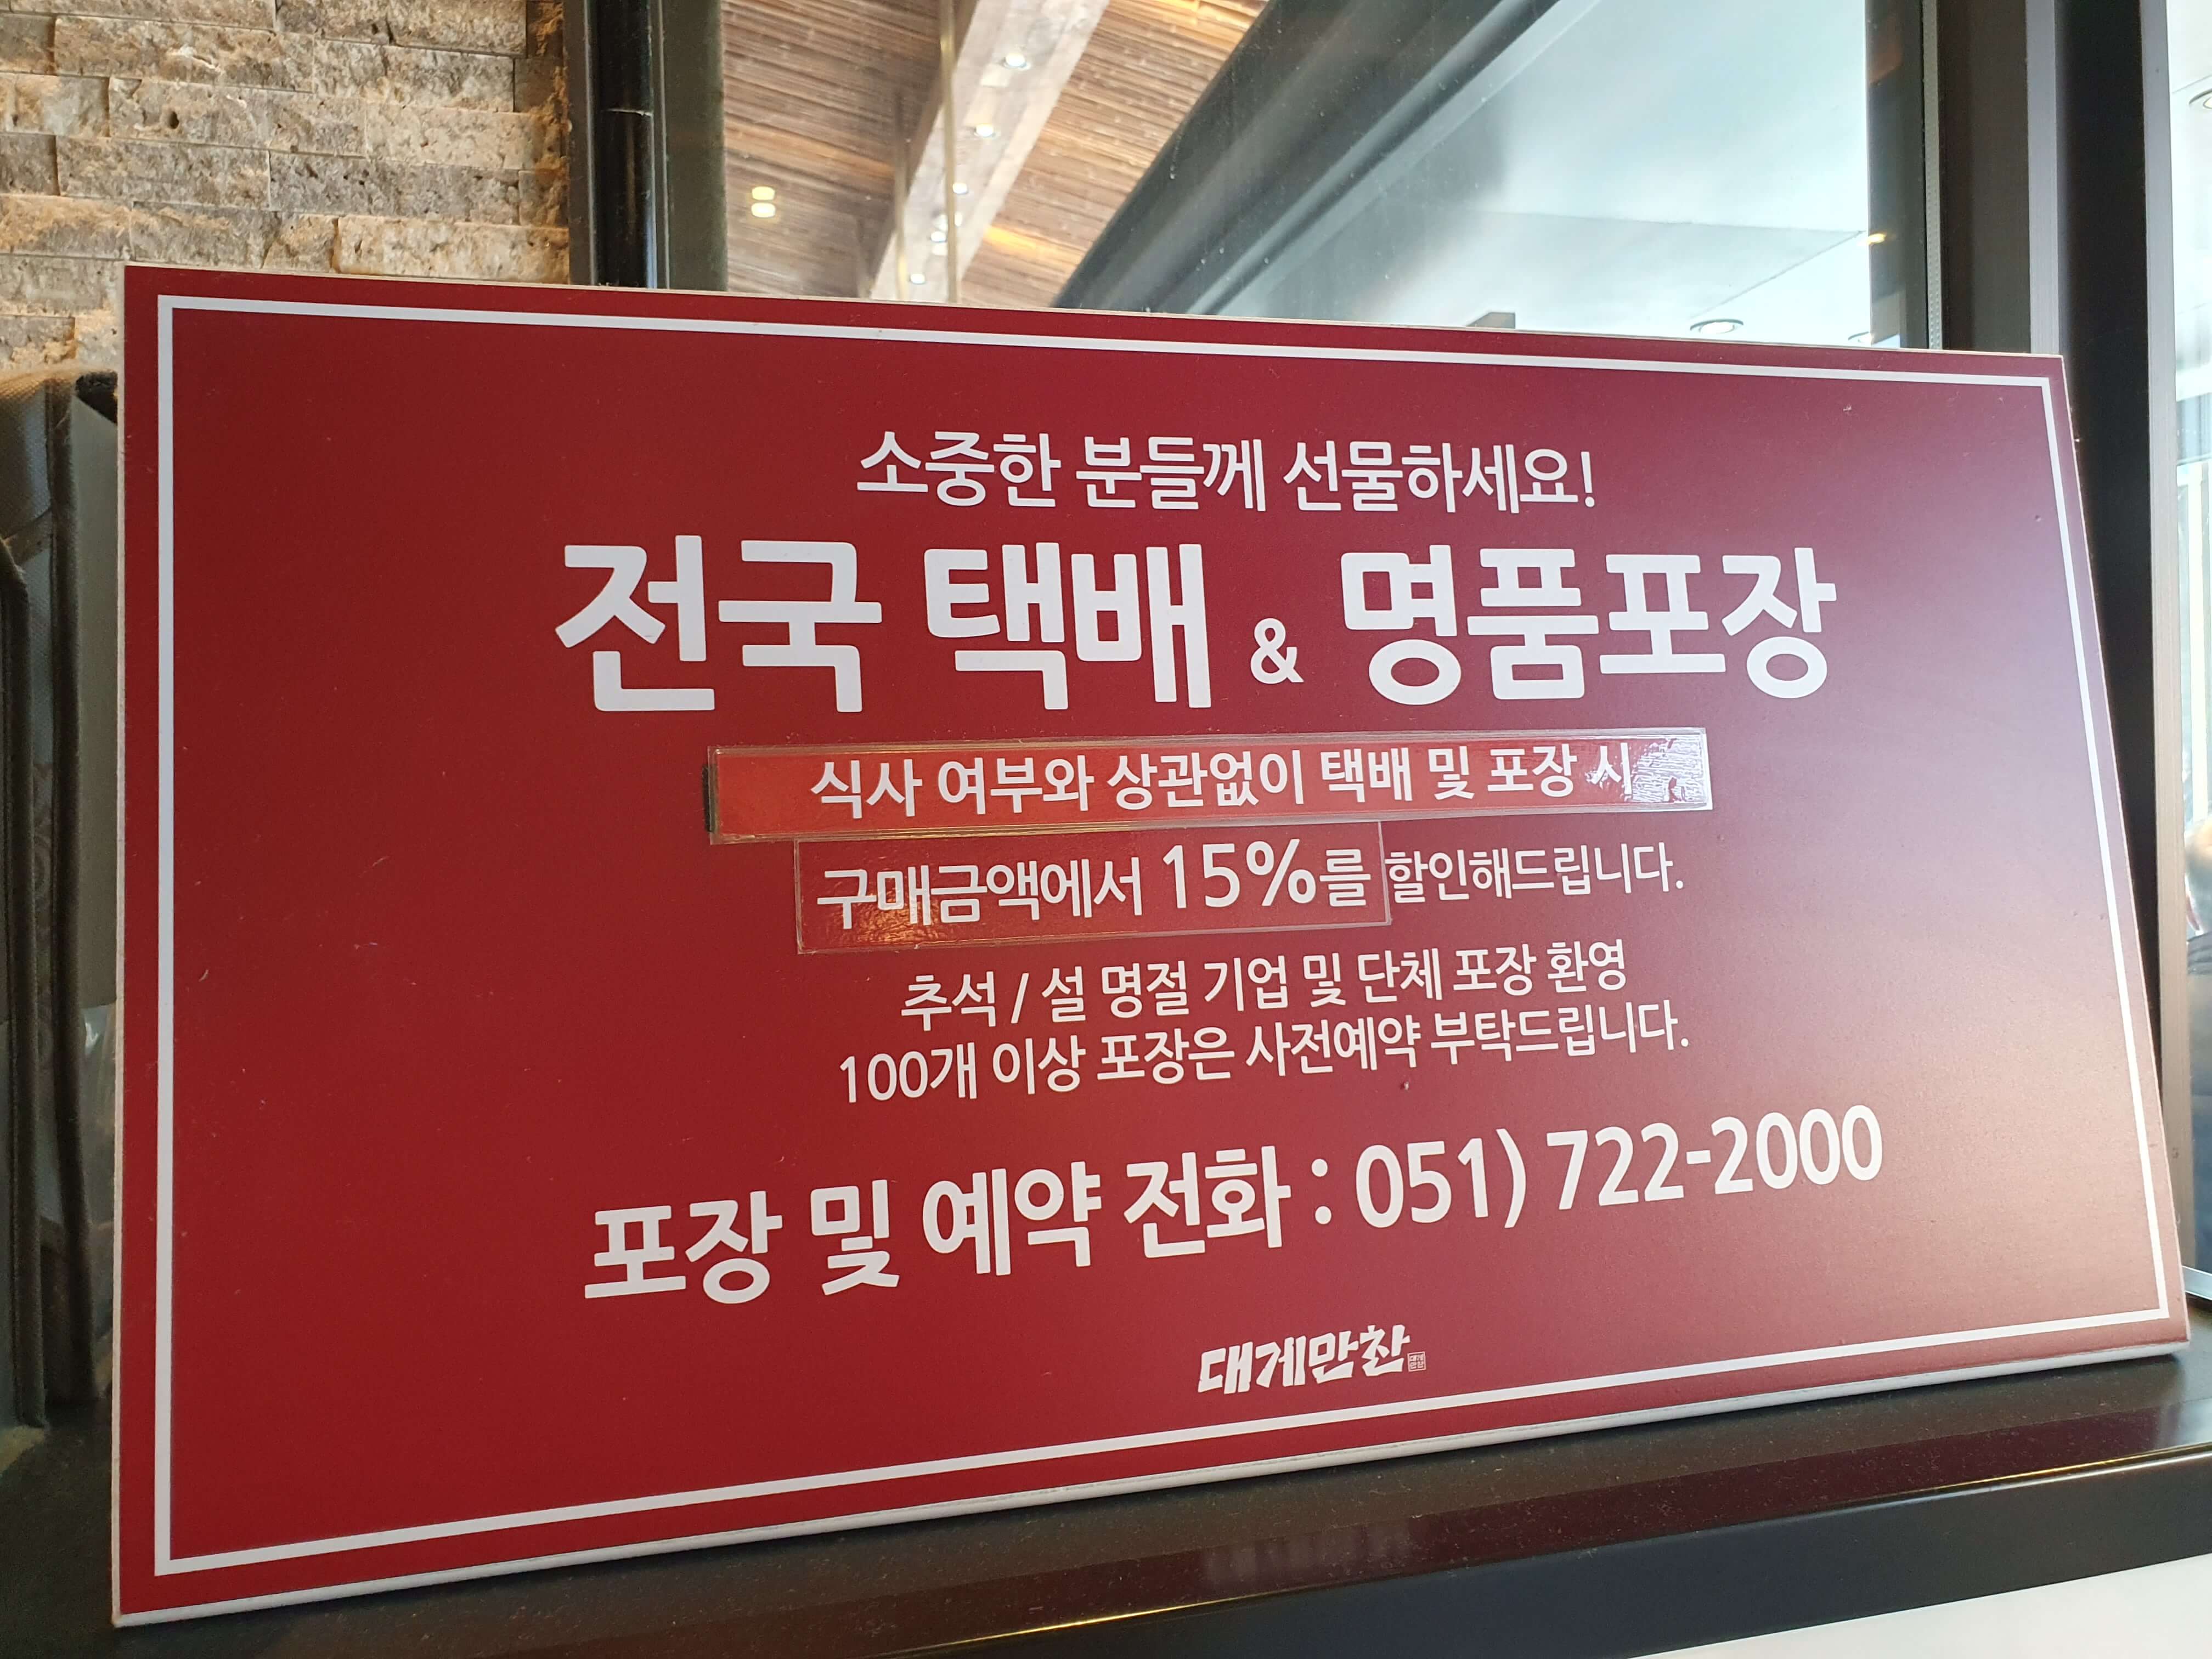 소중한 분들께 선물하세요!
전국 택배 & 명품포장
식사 여부와 상관없이 택배 및 포장 시
구매금액에서 15%를 할인해드립니다.
추석 / 설 명절 기업 및 단체 포장 환영
100개 이상 포장은 사전예약 부탁드립니다.
포장 및 예약 전화 : 051) 722-2000
대게만찬